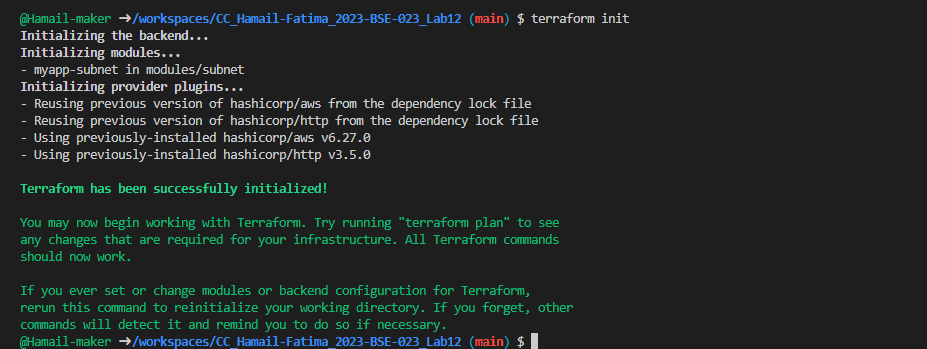 @Hamail-maker ➜/workspaces/CC_Hamail-Fatima_2023-BSE-023_Lab12 (main) $ terraform init
Initializing the backend...
Initializing modules...
- myapp-subnet in modules/subnet
Initializing provider plugins...
- Reusing previous version of hashicorp/aws from the dependency lock file
- Reusing previous version of hashicorp/http from the dependency lock file
- Using previously-installed hashicorp/aws v6.27.0
- Using previously-installed hashicorp/http v3.5.0
Terraform has been successfully initialized!
You may now begin working with Terraform. Try running "terraform plan" to see
any changes that are required for your infrastructure. All Terraform commands
should now work.
If you ever set or change modules or backend configuration for Terraform,
rerun this command to reinitialize your working directory. If you forget, other
commands will detect it and remind you to do so if necessary.
@Hamail-maker ➜/workspaces/CC_Hamail-Fatima_2023-BSE-023_Lab12 (main) $